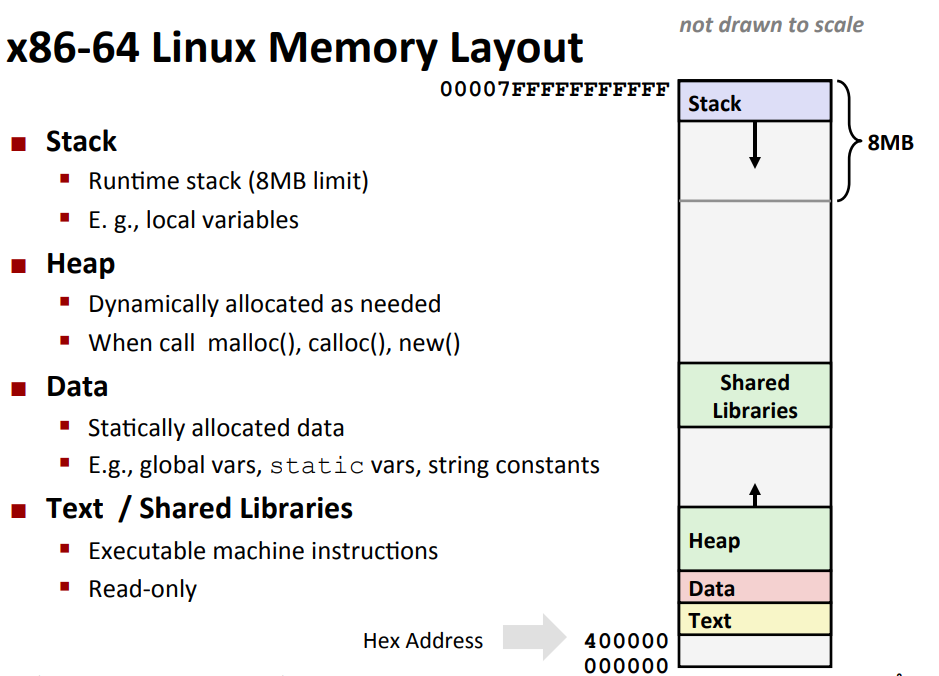 not drawn to scale
x86-64 Linux Memory Layout
00007FFFFFFFFFFF
■ Stack
▪ Runtime stack (8MB limit)
▪ E. g., local variables
■ Heap
▪ Dynamically allocated as needed
▪ When call malloc(), calloc(), new()
■ Data
▪ Statically allocated data
▪ E.g., global vars, static vars, string constants
■ Text / Shared Libraries
▪ Executable machine instructions
▪ Read-only
Hex Address
400000
000000
Stack
8MB
Shared
Libraries
Heap
Data
Text